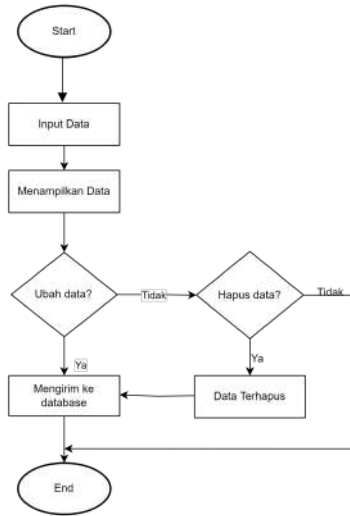 Start
Input Data
Menampilkan Data
Ubah data?
Tidak
Hapus data?
Tidak
Ya
Ya
Mengirim ke
database
Data Terhapus
End